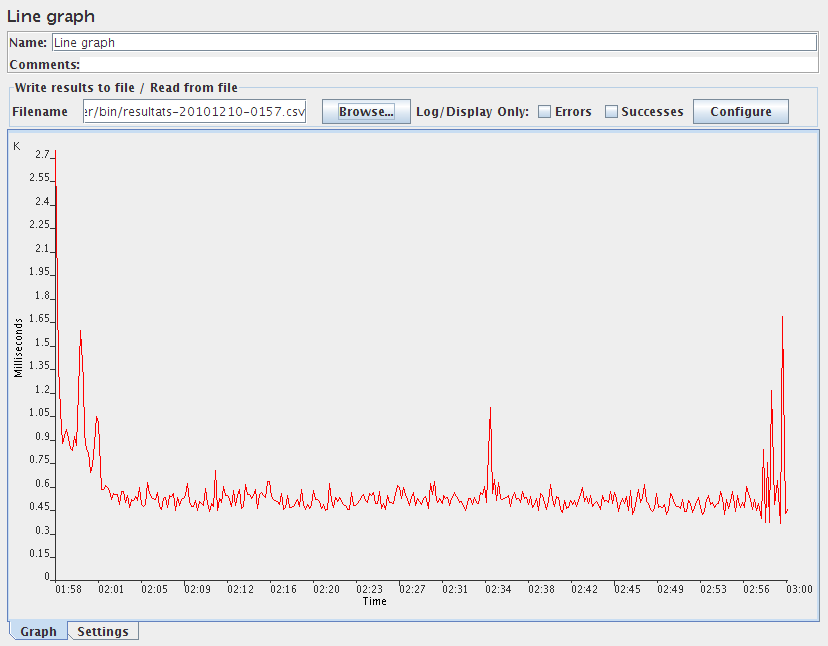 Line graph
Name: Line graph
Comments:
Write results to file / Read from file
Filename er/bin/resultats-20101210-0157.csv Browse... Log/Display Only: Errors Successes Configure
K
2.7
2.55
2.4
2.25
2.1
1.95
1.8
1.65
1.5
1.35
1.2
1.05
0.9
0.75
0.6
0.45
0.3
0.15
0
Milliseconds
01:58 02:01 02:05 02:09 02:12 02:16 02:20 02:23 02:27 02:31 02:34 02:38 02:42 02:45 02:49 02:53 02:56 03:00
Time
Graph Settings